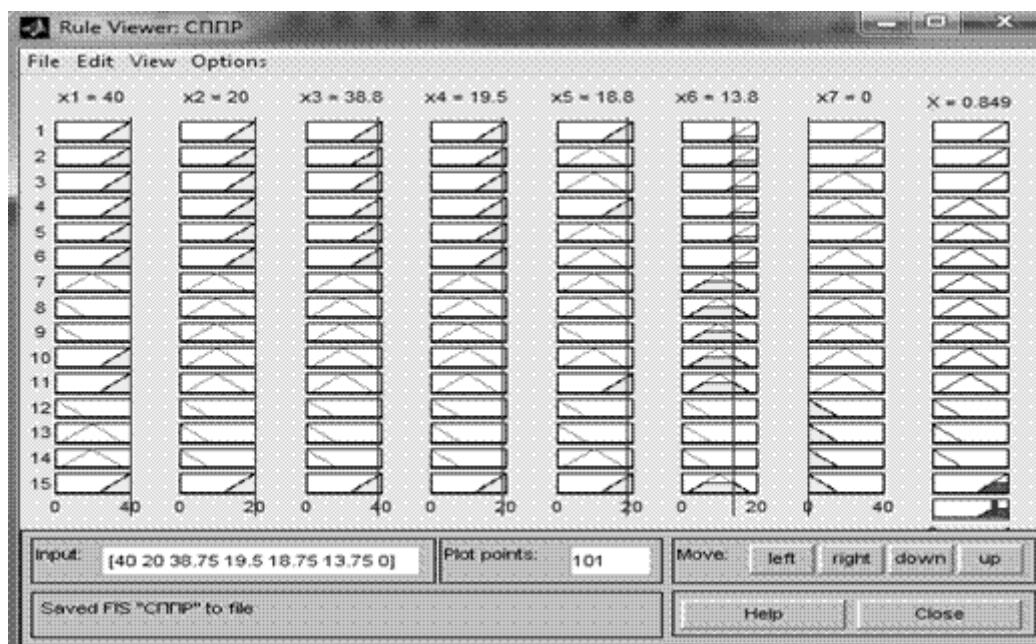 Rule Viewer: СППР
File Edit View Options
x1 = 40 x2 = 20 x3 = 38.8 x4 = 19.5 x5 = 18.8 x6 = 13.8 x7 = 0 X = 0.849
1
2
3
4
5
6
7
8
9
10
11
12
13
14
15
0 40 0 20 0 40 0 20 0 20 0 20 0 40
Input: [40 20 38.75 19.5 18.75 13.75 0] Plot points: 101 Move: left right down up
Saved FIS "СППР" to file Help Close